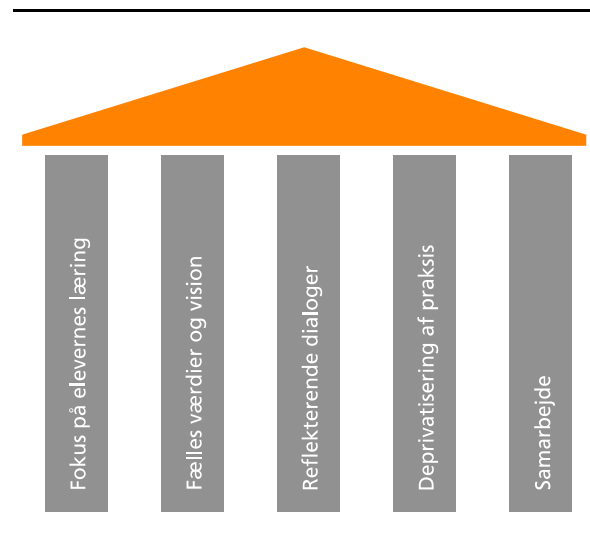 Fokus på elevernes læring
Fælles værdier og vision
Reflekterende dialoger
Deprivatisering af praksis
Samarbejde